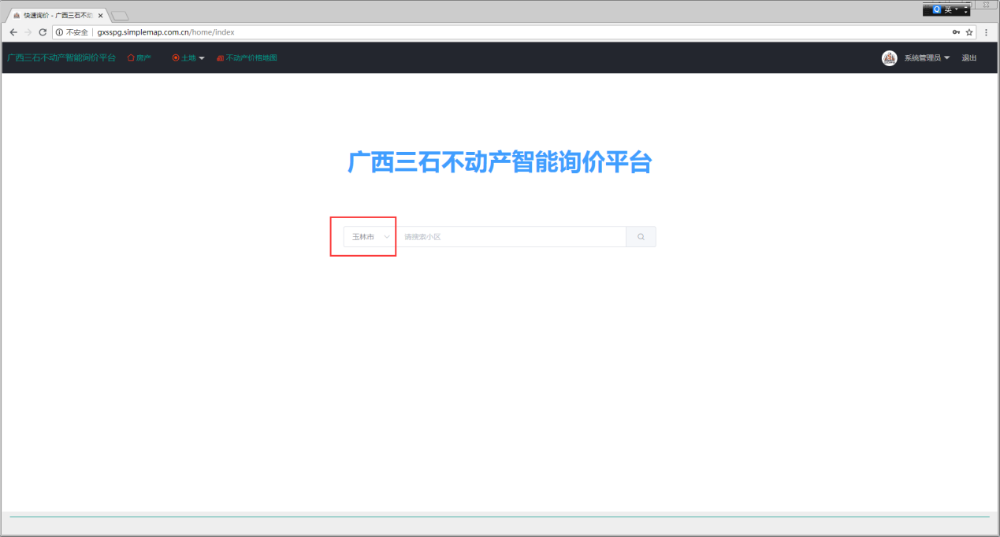 快速询价 - 广西三石不动
英
不安全 gxsspg.simplemap.com.cn/home/index
广西三石不动产智能询价平台 房产 土地 不动产价格地图 系统管理员 退出
广西三石不动产智能询价平台
玉林市 请搜索小区